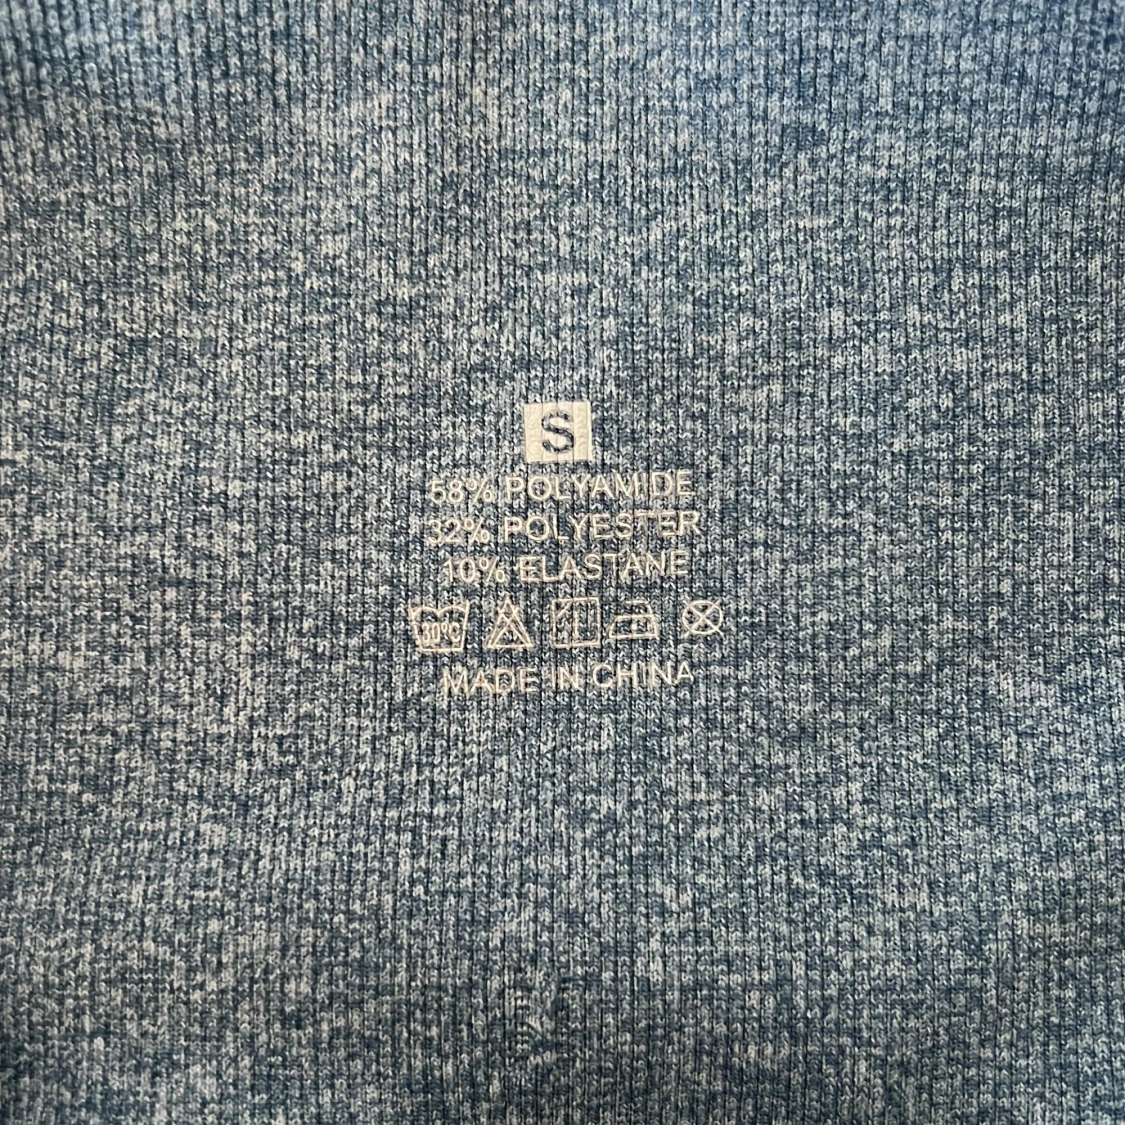 S
58% POLYAMIDE
32% POLYESTER
10% ELASTANE
30°C
MADE IN CHINA